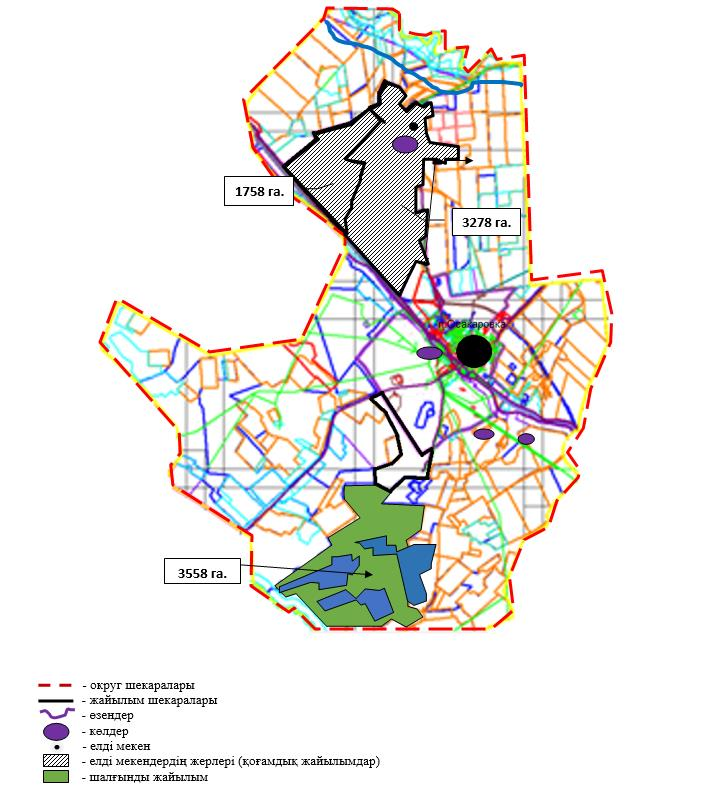 1758 га.
3278 га.
п.Осакаровка
3558 га.
- округ шекаралары
- жайылым шекаралары
- өзендер
- көлдер
- елді мекен
- елді мекендердің жерлері (қоғамдық жайылымдар)
- шалғынды жайылым